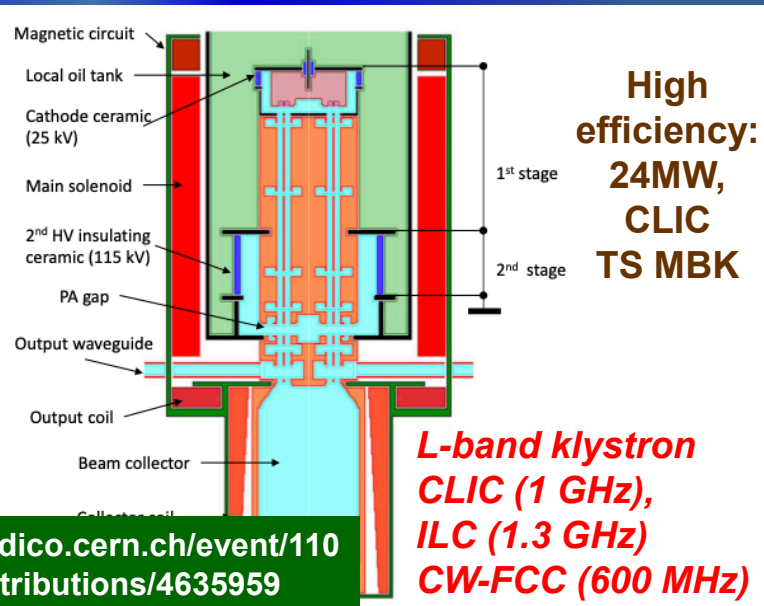 Magnetic circuit
Local oil tank
Cathode ceramic
(25 kV)
Main solenoid
2nd HV insulating
ceramic (115 kV)
PA gap
Output waveguide
Output coil
Beam collector
Collector coil
1st stage
2nd stage
High
efficiency:
24MW,
CLIC
TS MBK
L-band klystron
CLIC (1 GHz),
ILC (1.3 GHz)
CW-FCC (600 MHz)
dico.cern.ch/event/110
tributions/4635959